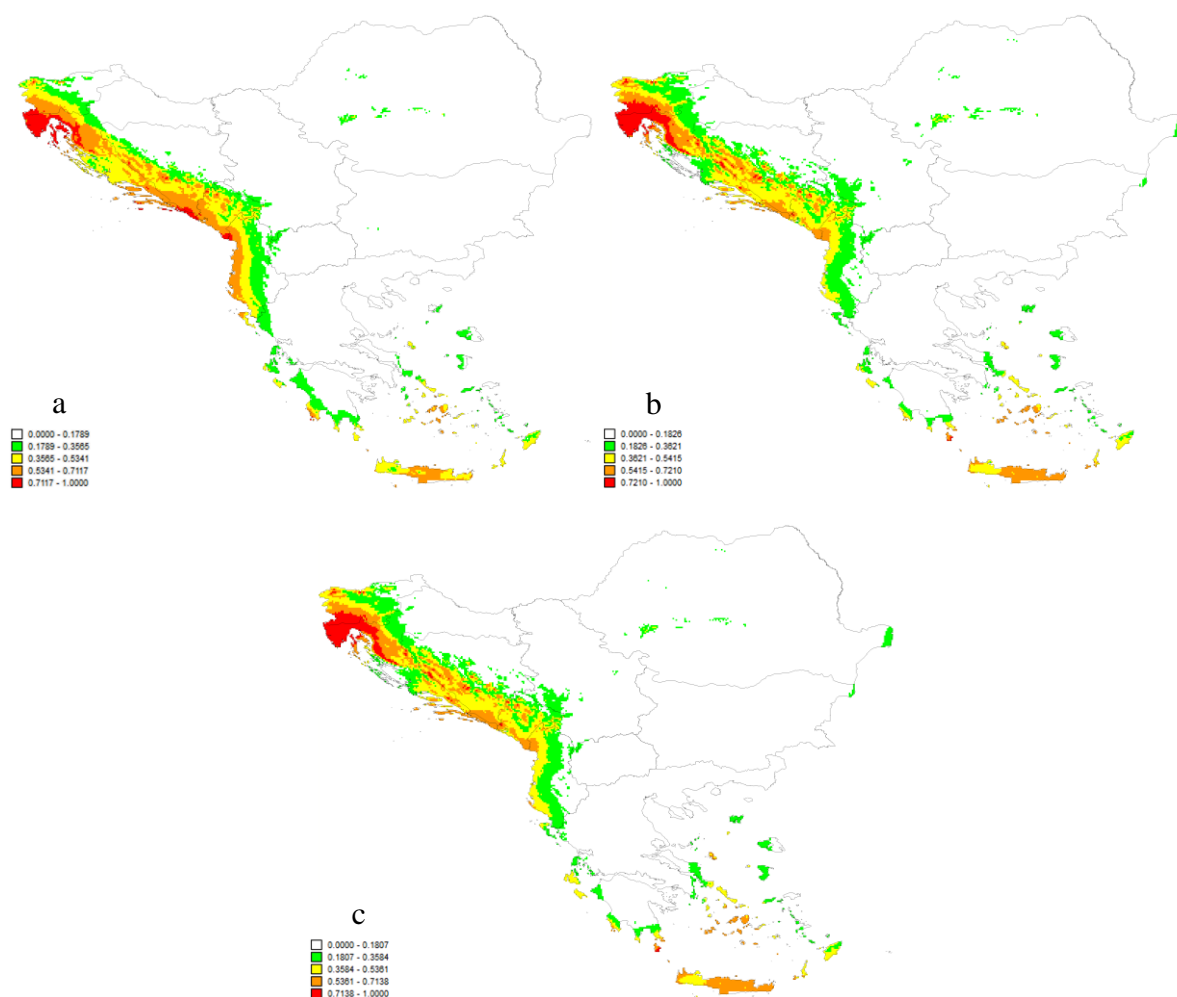 a
0.0000 - 0.1789
0.1789 - 0.3565
0.3565 - 0.5341
0.5341 - 0.7117
0.7117 - 1.0000
b
0.0000 - 0.1826
0.1826 - 0.3621
0.3621 - 0.5415
0.5415 - 0.7210
0.7210 - 1.0000
c
0.0000 - 0.1807
0.1807 - 0.3584
0.3584 - 0.5361
0.5361 - 0.7138
0.7138 - 1.0000